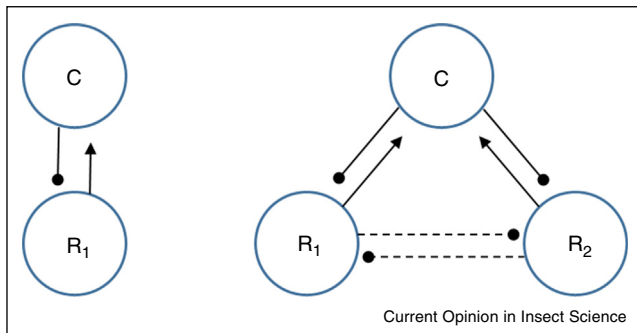 C
C
R₁
R₁
R₂
Current Opinion in Insect Science